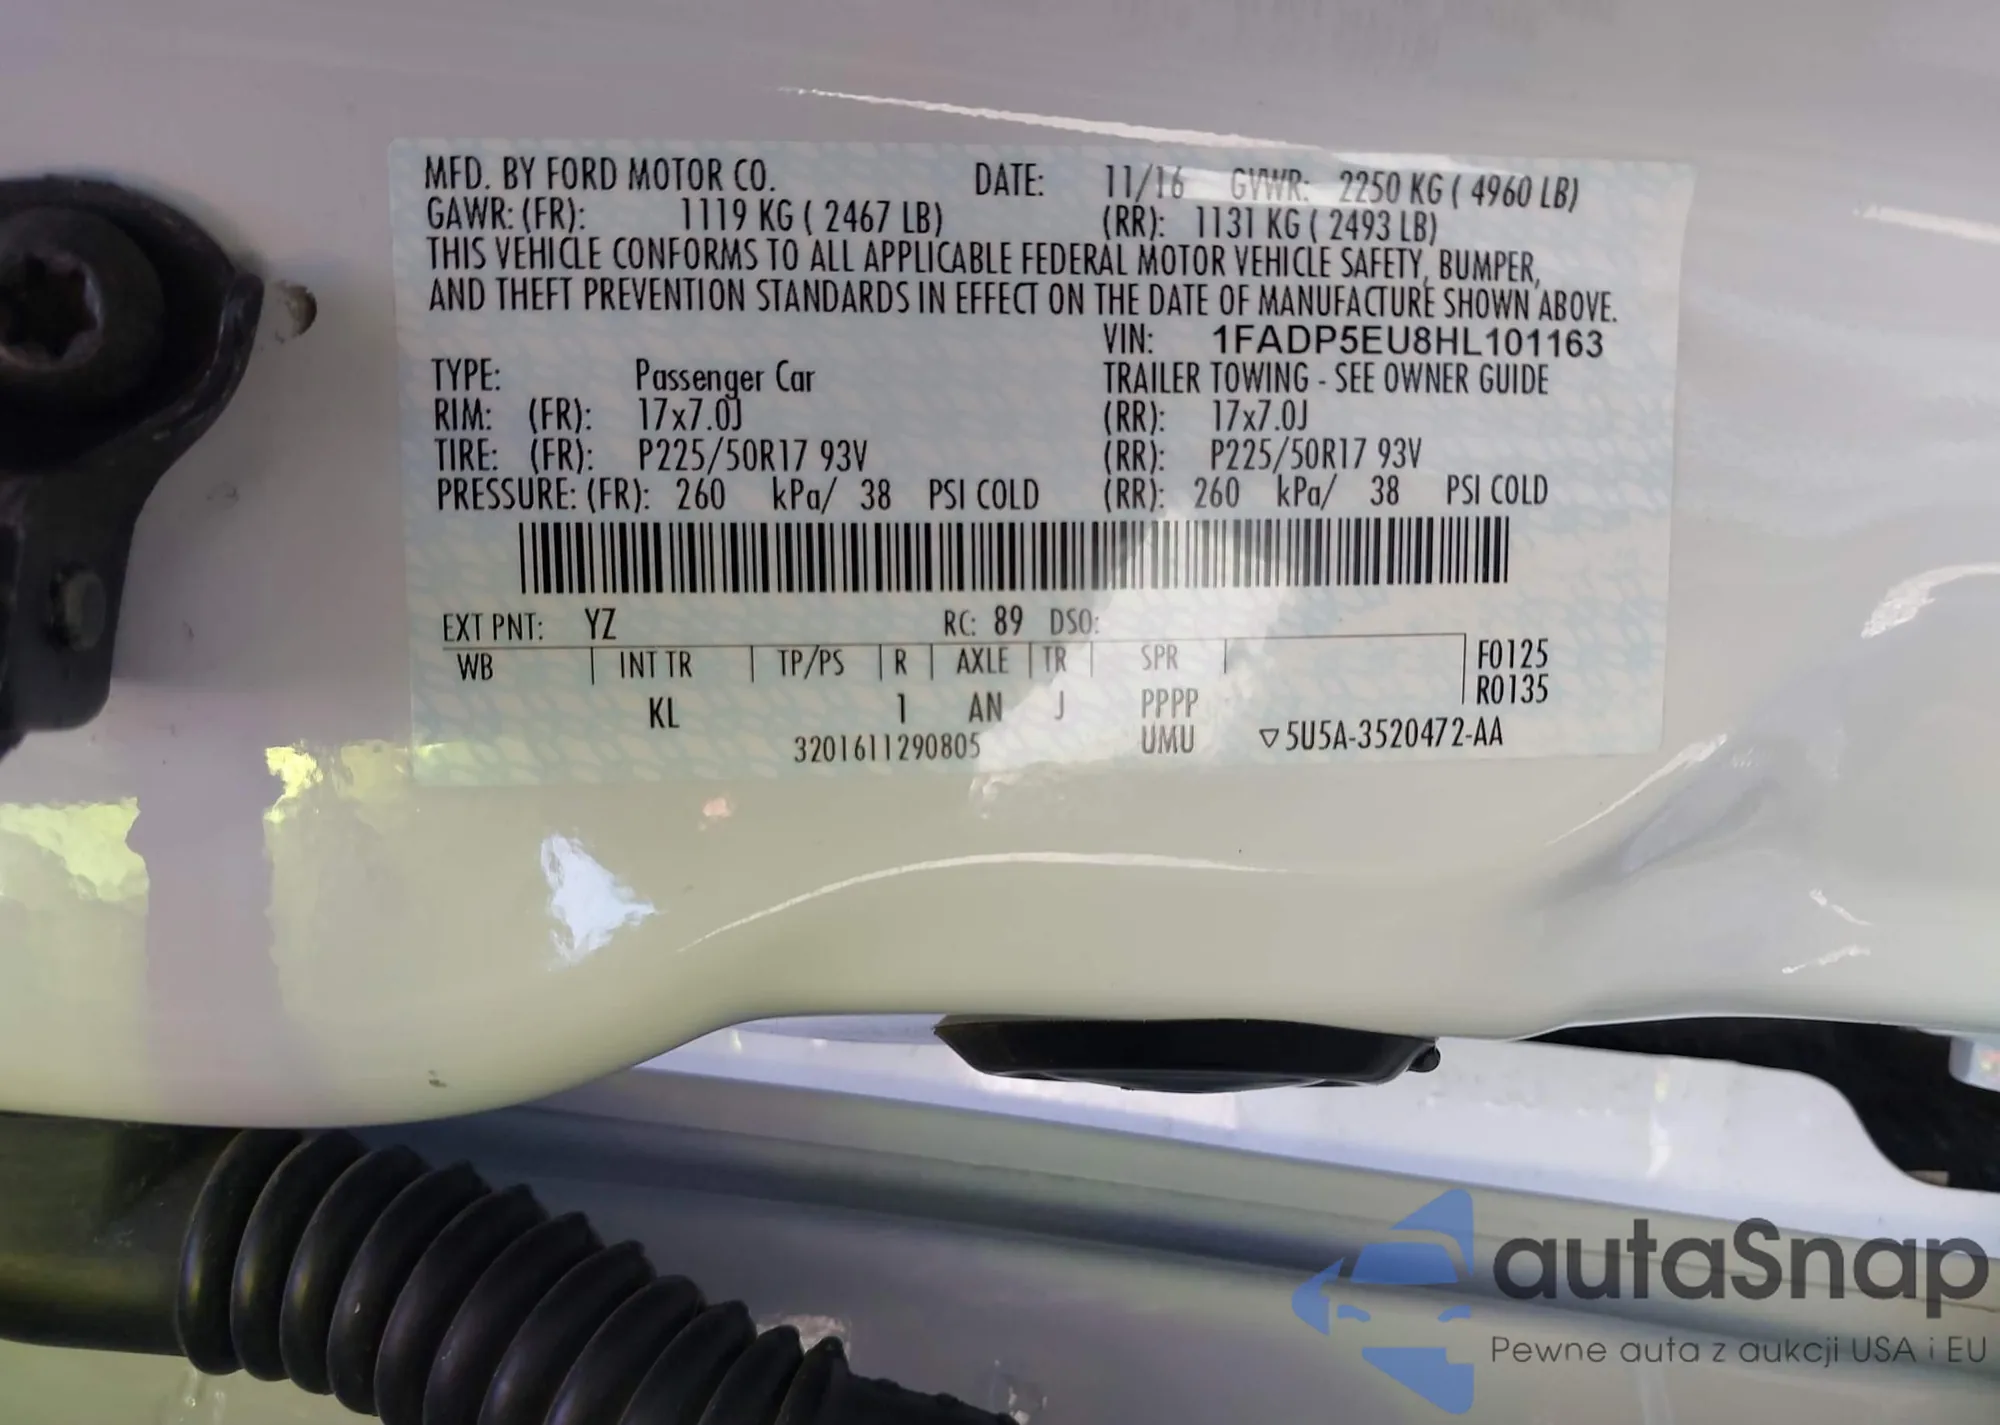 MFD. BY FORD MOTOR CO. DATE: 11/16 GVWR: 2250 KG ( 4960 LB)
GAWR: (FR): 1119 KG ( 2467 LB) (RR): 1131 KG ( 2493 LB)
THIS VEHICLE CONFORMS TO ALL APPLICABLE FEDERAL MOTOR VEHICLE SAFETY, BUMPER,
AND THEFT PREVENTION STANDARDS IN EFFECT ON THE DATE OF MANUFACTURE SHOWN ABOVE.
VIN: 1FADP5EU8HL101163
TYPE: Passenger Car TRAILER TOWING - SEE OWNER GUIDE
RIM: (FR): 17x7.0J (RR): 17x7.0J
TIRE: (FR): P225/50R17 93V (RR): P225/50R17 93V
PRESSURE: (FR): 260 kPa/ 38 PSI COLD (RR): 260 kPa/ 38 PSI COLD
EXT PNT: YZ RC: 89 DSO:
WB INT TR TP/PS R AXLE TR SPR F0125
R0135
KL 1 AN J PPPP
3201611290805 UMU ▽5U5A-3520472-AA
autaSnap
Pewne auta z aukcji USA i EU